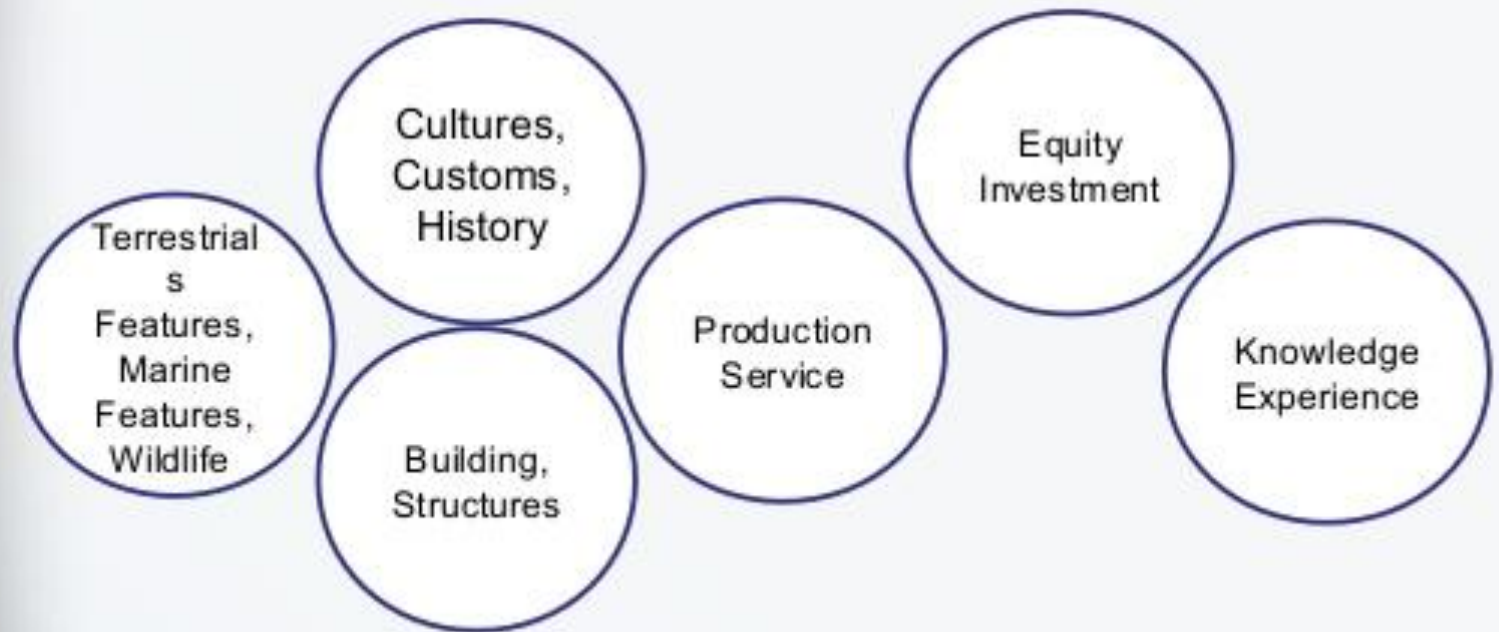 Terrestrial
s
Features,
Marine
Features,
Wildlife
Cultures,
Customs,
History
Building,
Structures
Production
Service
Equity
Investment
Knowledge
Experience